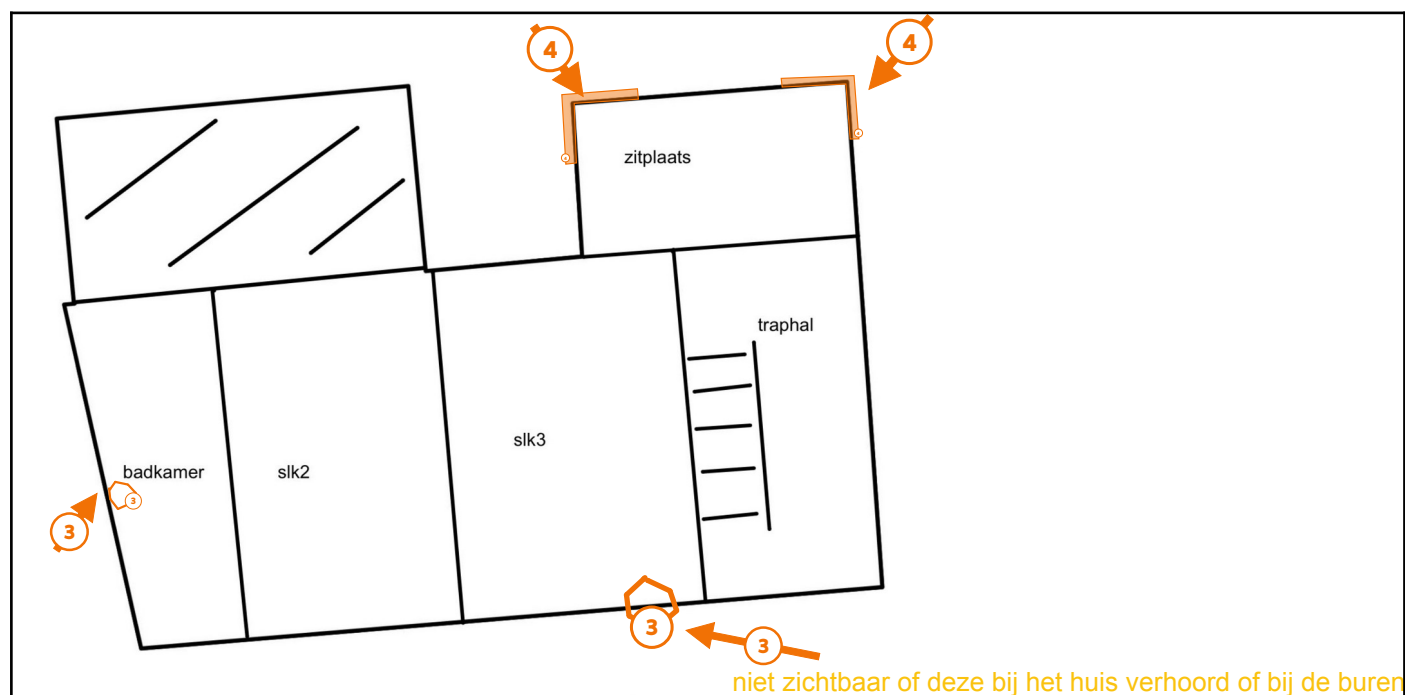 4
4
zitplaats
traphal
slk3
badkamer
slk2
3
3
3
3
niet zichtbaar of deze bij het huis verhoord of bij de buren